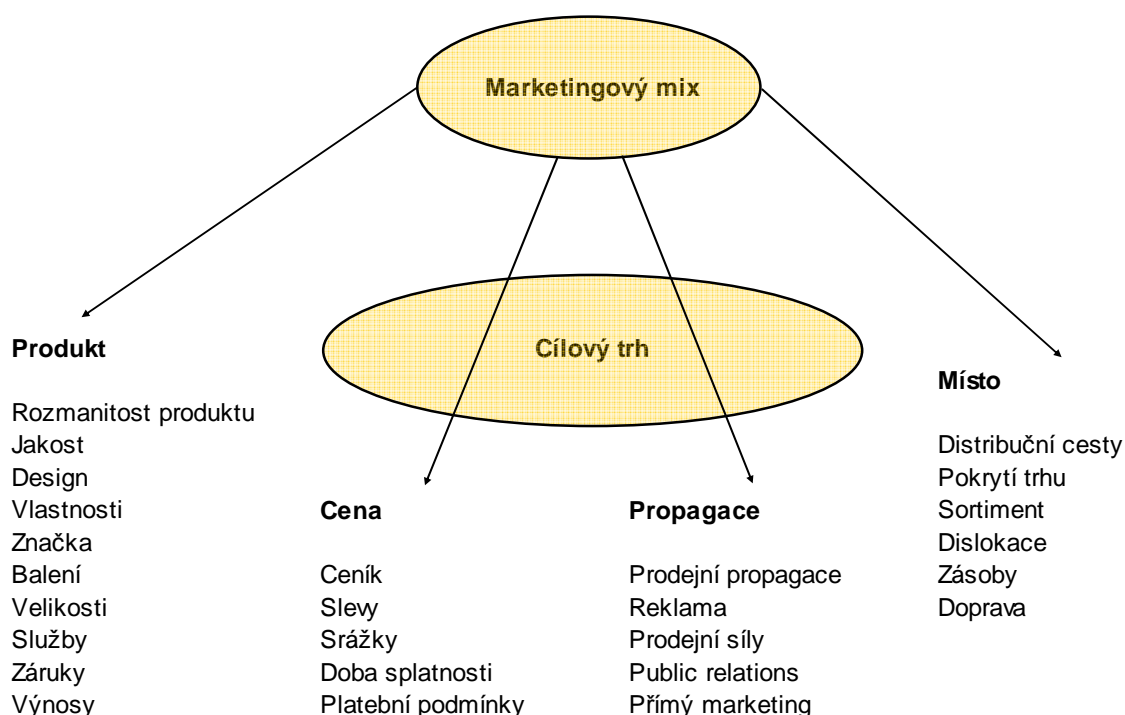 Marketingový mix
Cílový trh
Produkt
Rozmanitost produktu
Jakost
Design
Vlastnosti
Značka
Balení
Velikosti
Služby
Záruky
Výnosy
Cena
Ceník
Slevy
Srážky
Doba splatnosti
Platební podmínky
Propagace
Prodejní propagace
Reklama
Prodejní síly
Public relations
Přímý marketing
Místo
Distribuční cesty
Pokrytí trhu
Sortiment
Dislokace
Zásoby
Doprava